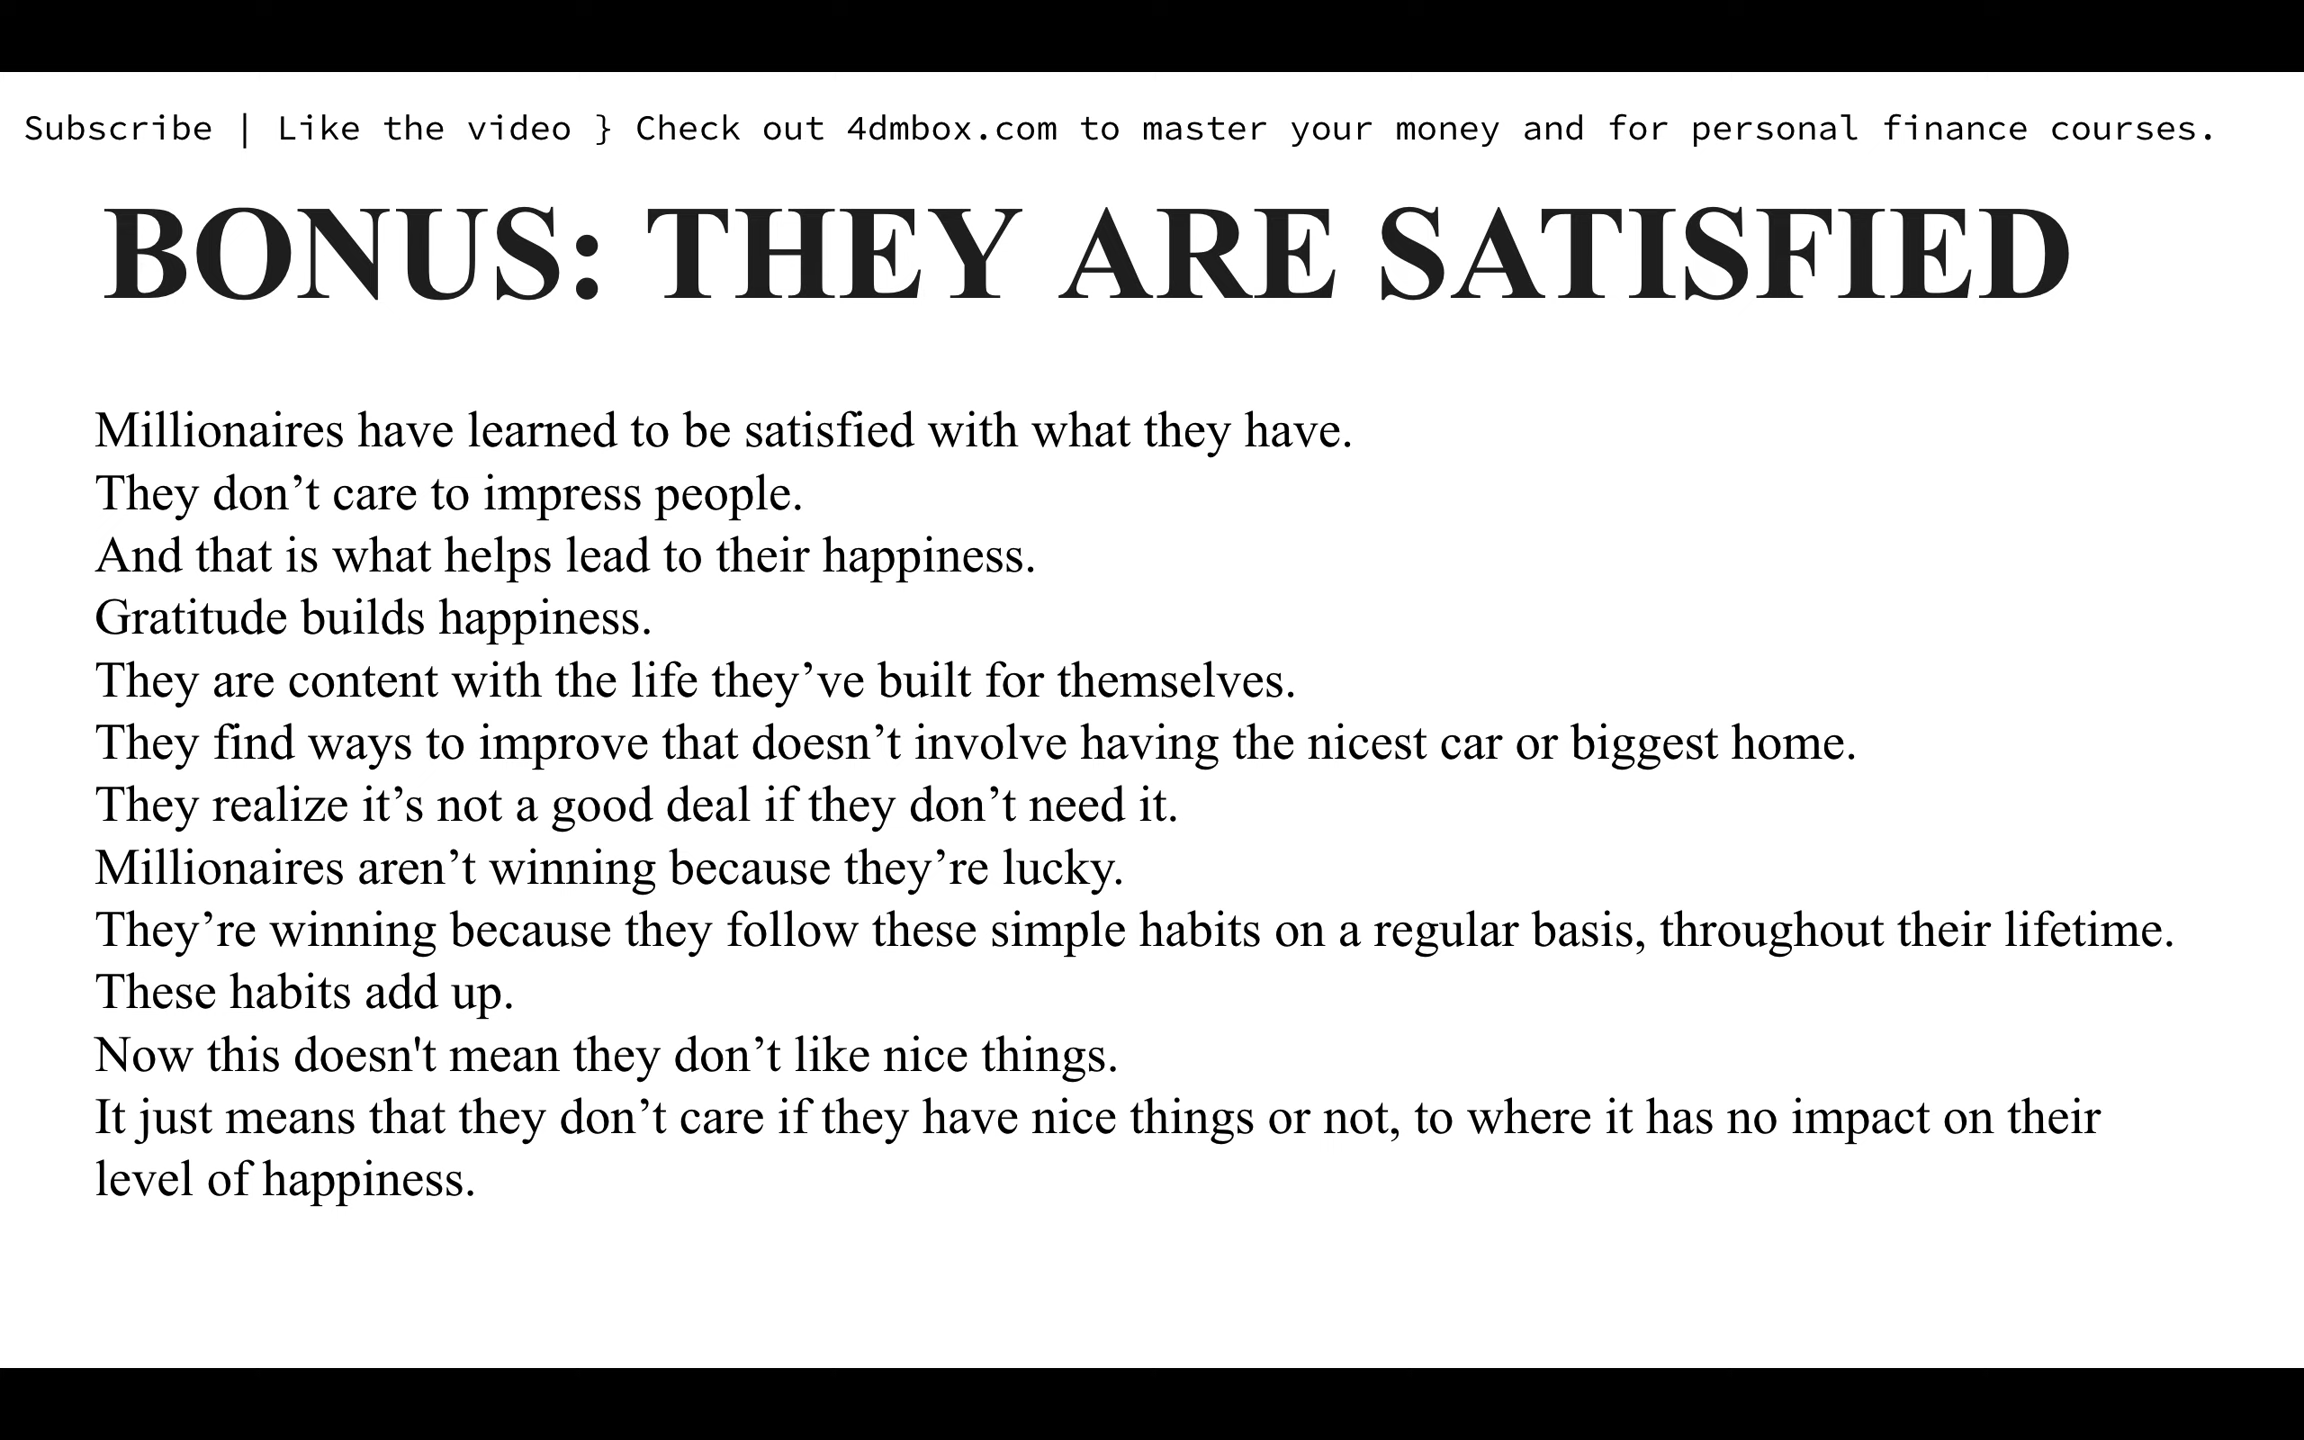 Subscribe | Like the video } Check out 4dmbox.com to master your money and for personal finance courses.
BONUS: THEY ARE SATISFIED
Millionaires have learned to be satisfied with what they have.
They don’t care to impress people.
And that is what helps lead to their happiness.
Gratitude builds happiness.
They are content with the life they’ve built for themselves.
They find ways to improve that doesn’t involve having the nicest car or biggest home.
They realize it’s not a good deal if they don’t need it.
Millionaires aren’t winning because they’re lucky.
They’re winning because they follow these simple habits on a regular basis, throughout their lifetime.
These habits add up.
Now this doesn't mean they don’t like nice things.
It just means that they don’t care if they have nice things or not, to where it has no impact on their
level of happiness.